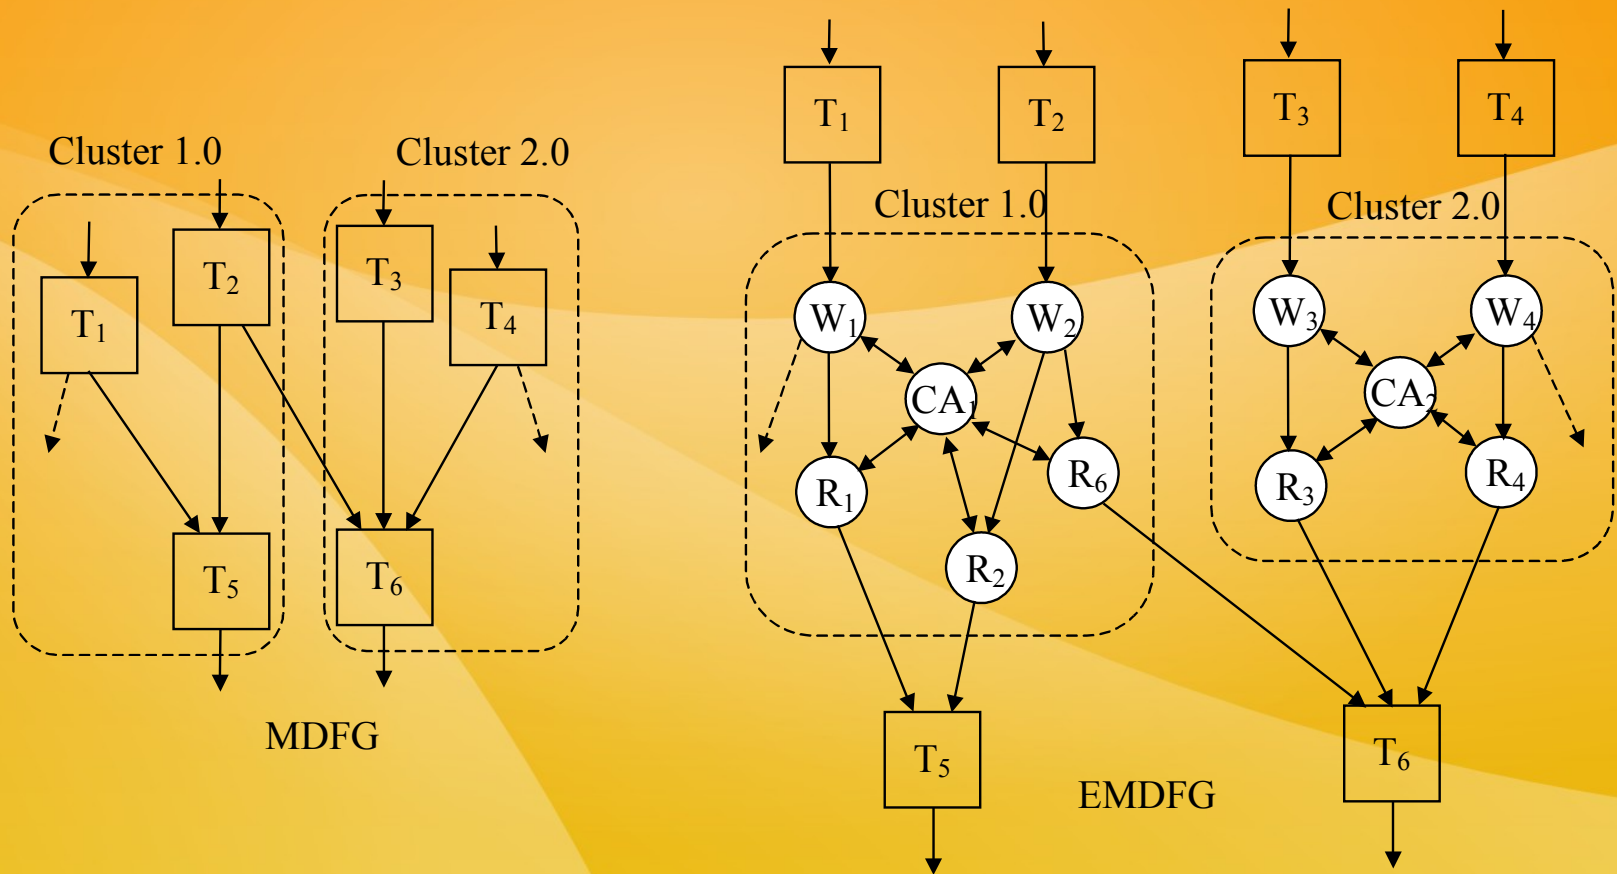 Cluster 1.0
Cluster 2.0
T₁
T₂
T₃
T₄
T₅
T₆
MDFG
T₁
T₂
T₃
T₄
Cluster 1.0
Cluster 2.0
W₁
W₂
CA₁
R₁
R₂
R₆
W₃
W₄
CA₂
R₃
R₄
T₅
T₆
EMDFG